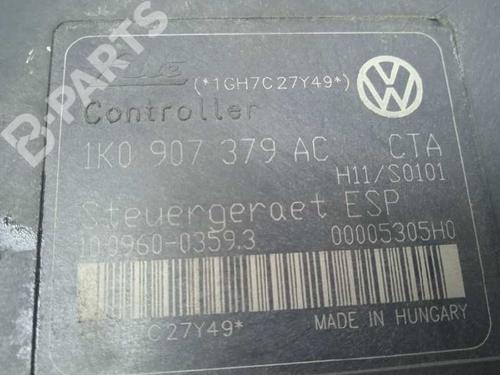 B-PARTS
(*1GH7C27Y49*)
Controller
1K0 907 379 AC CTA
H11/S0101
Steuergeraet ESP
0960-0359.3 00005305H0
C27Y49* MADE IN HUNGARY